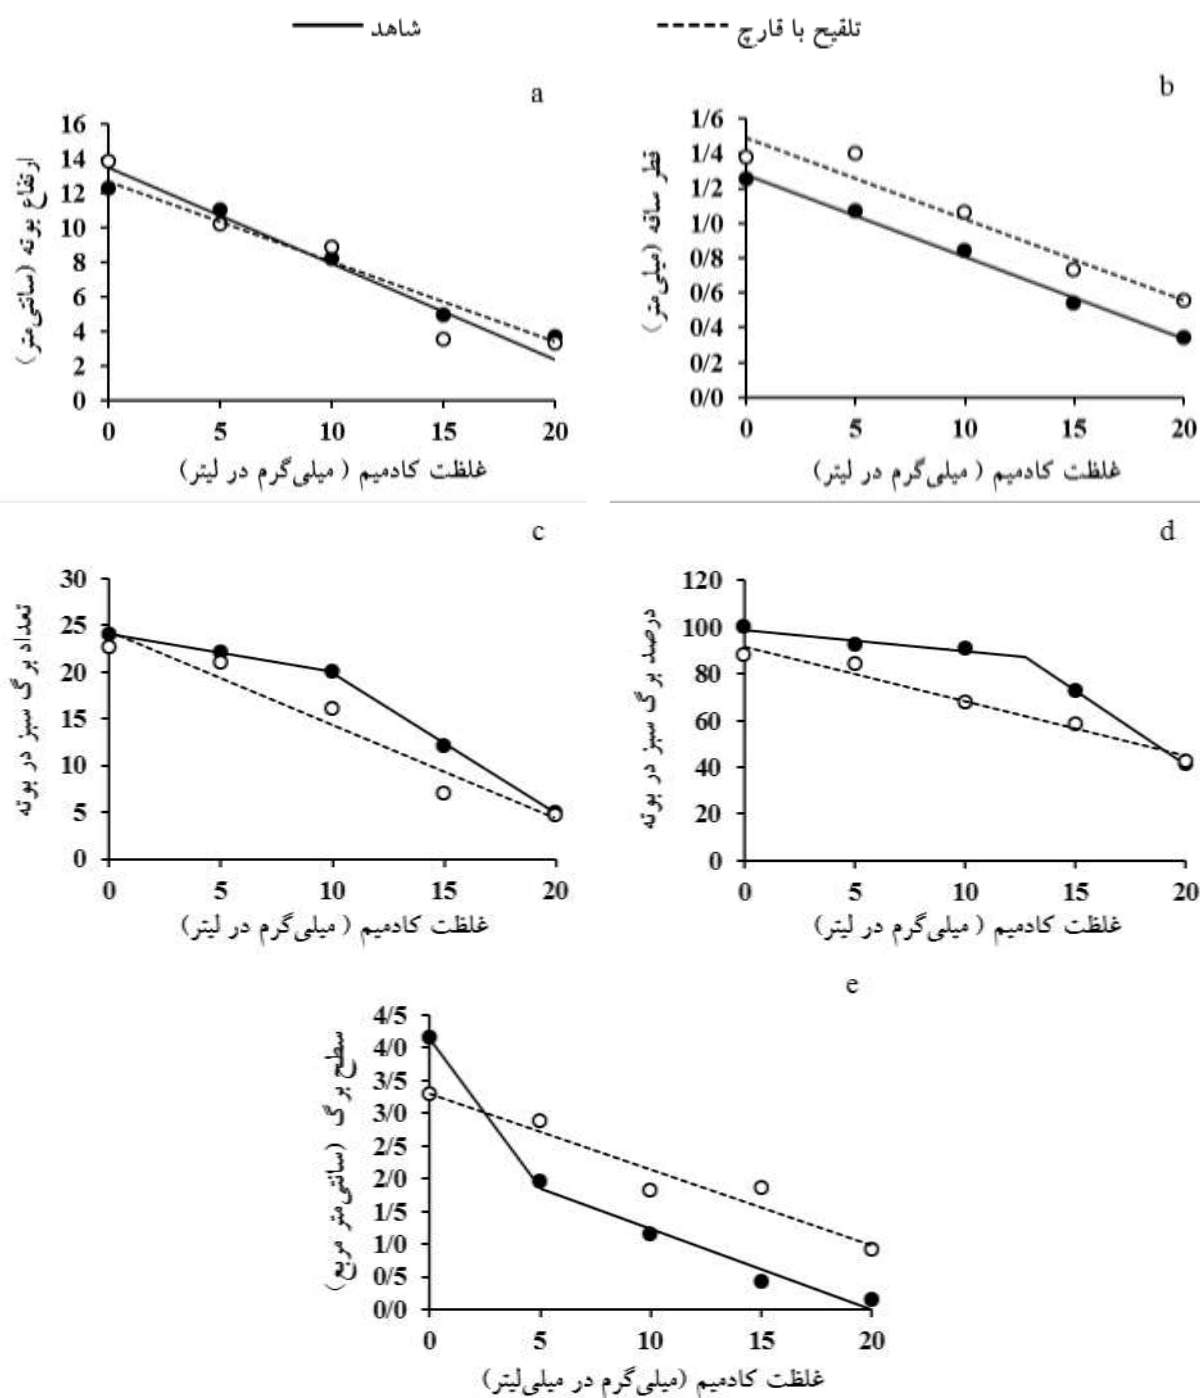 شاهد
تلقیح با قارچ
a
ارتفاع بوته (سانتی‌متر)
16
14
12
10
8
6
4
2
0
0 5 10 15 20
غلظت کادمیم ( میلی‌گرم در لیتر)
b
قطر ساقه (میلی‌متر)
1/6
1/4
1/2
1/0
0/8
0/6
0/4
0/2
0/0
0 5 10 15 20
غلظت کادمیم ( میلی‌گرم در لیتر)
c
تعداد برگ سبز در بوته
30
25
20
15
10
5
0
0 5 10 15 20
غلظت کادمیم ( میلی‌گرم در لیتر)
d
درصد برگ سبز در بوته
120
100
80
60
40
20
0
0 5 10 15 20
غلظت کادمیم ( میلی‌گرم در لیتر)
e
سطح برگ (سانتی‌متر مربع)
4/5
4/0
3/5
3/0
2/5
2/0
1/5
1/0
0/5
0/0
0 5 10 15 20
غلظت کادمیم (میلی‌گرم در میلی‌لیتر)